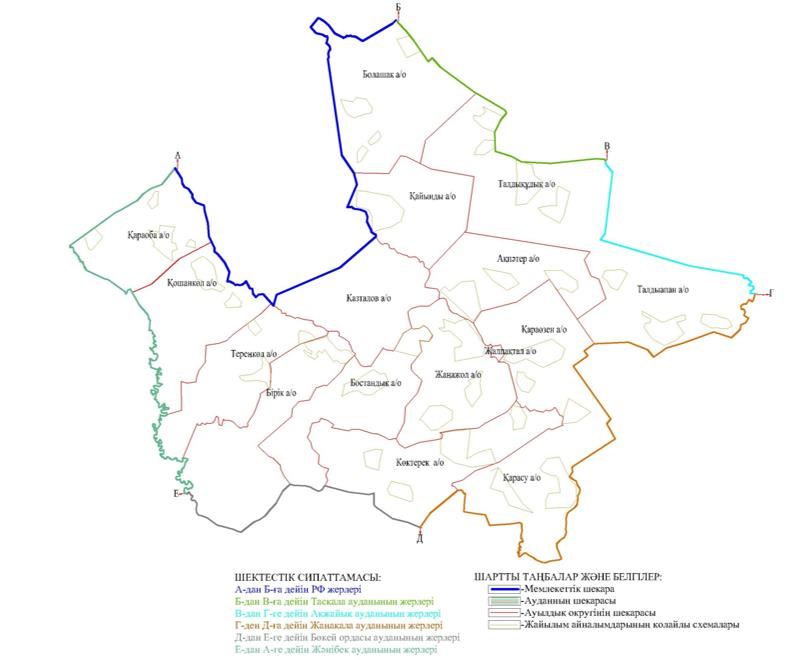 Б
Болашақ а/о
А
В
Талдықұдық а/о
Қайыңды а/о
Қараоба а/о
Ақпәтер а/о
Қошанкөл а/о
Талдыапан а/о
Г
Казталов а/о
Қараөзен а/о
Теренкөл а/о
Жалпақтал а/о
Жаңажол а/о
Бостандық а/о
Бірік а/о
Көктерек а/о
Қарасу а/о
Е
Д
ШЕКТЕСТІК СИПАТТАМАСЫ:
А-дан Б-ға дейін РФ жерлері
Б-дан В-ға дейін Тасқала ауданының жерлері
В-дан Г-ге дейін Ақжайық ауданының жерлері
Г-ден Д-ға дейін Жаңақала ауданының жерлері
Д-дан Е-ге дейін Бөкей ордасы ауданының жерлері
Е-ден А-ге дейін Жәнібек ауданының жерлері
ШАРТТЫ ТАҢБАЛАР ЖӘНЕ БЕЛГІЛЕР:
-Мемлекеттік шекара
-Ауданның шекарасы
-Ауылдық округінің шекарасы
-Жайылым айналымдарының қолайлы схемалары